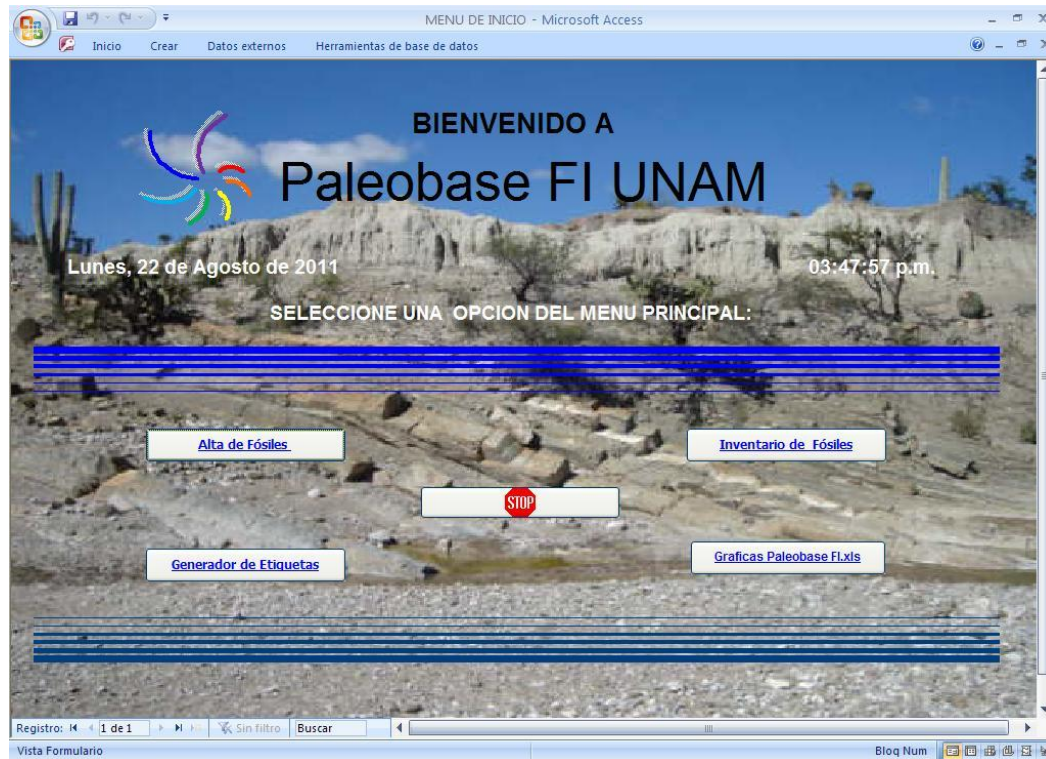 MENU DE INICIO - Microsoft Access
Inicio Crear Datos externos Herramientas de base de datos
BIENVENIDO A
Paleobase FI UNAM
Lunes, 22 de Agosto de 2011 03:47:57 p.m.
SELECCIONE UNA OPCION DEL MENU PRINCIPAL:
Alta de Fósiles Inventario de Fósiles
STOP
Generador de Etiquetas Graficas Paleobase FI.xls
Registro: 1 de 1 Sin filtro Buscar
Vista Formulario Bloq Num